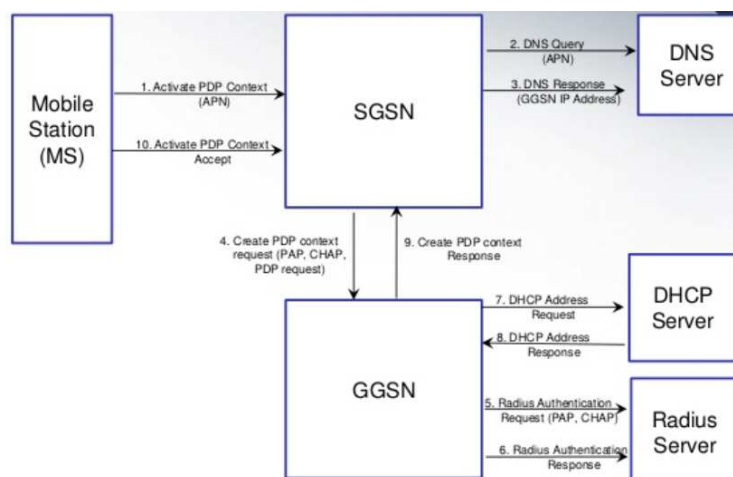 Mobile
Station
(MS)
1. Activate PDP Context
(APN)
10. Activate PDP Context
Accept
SGSN
2. DNS Query
(APN)
3. DNS Response
(GGSN IP Address)
DNS
Server
4. Create PDP context
request (PAP, CHAP,
PDP request)
9. Create PDP context
Response
GGSN
7. DHCP Address
Request
8. DHCP Address
Response
DHCP
Server
5. Radius Authentication
Request (PAP, CHAP)
6. Radius Authentication
Response
Radius
Server